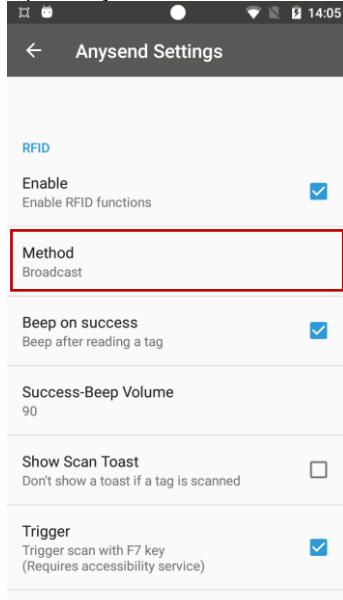 14:05
Anysend Settings
RFID
Enable
Enable RFID functions
Method
Broadcast
Beep on success
Beep after reading a tag
Success-Beep Volume
90
Show Scan Toast
Don't show a toast if a tag is scanned
Trigger
Trigger scan with F7 key
(Requires accessibility service)